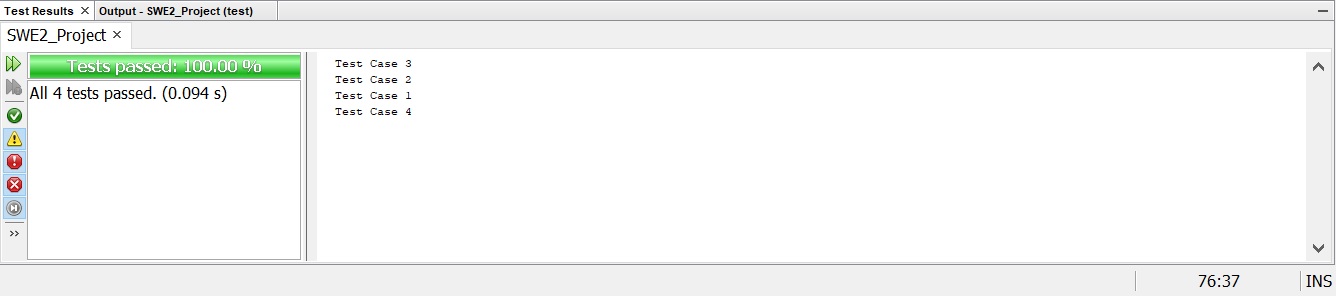 Test Results
Output - SWE2_Project (test)
SWE2_Project
Tests passed: 100.00 %
All 4 tests passed. (0.094 s)
Test Case 3
Test Case 2
Test Case 1
Test Case 4
76:37
INS